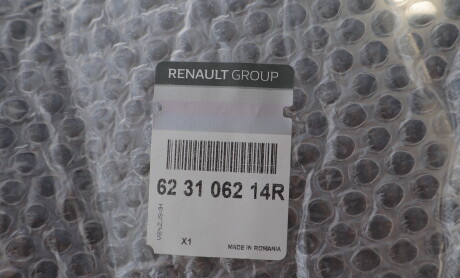 RENAULT GROUP
62 31 062 14R
X1
MADE IN ROMANIA